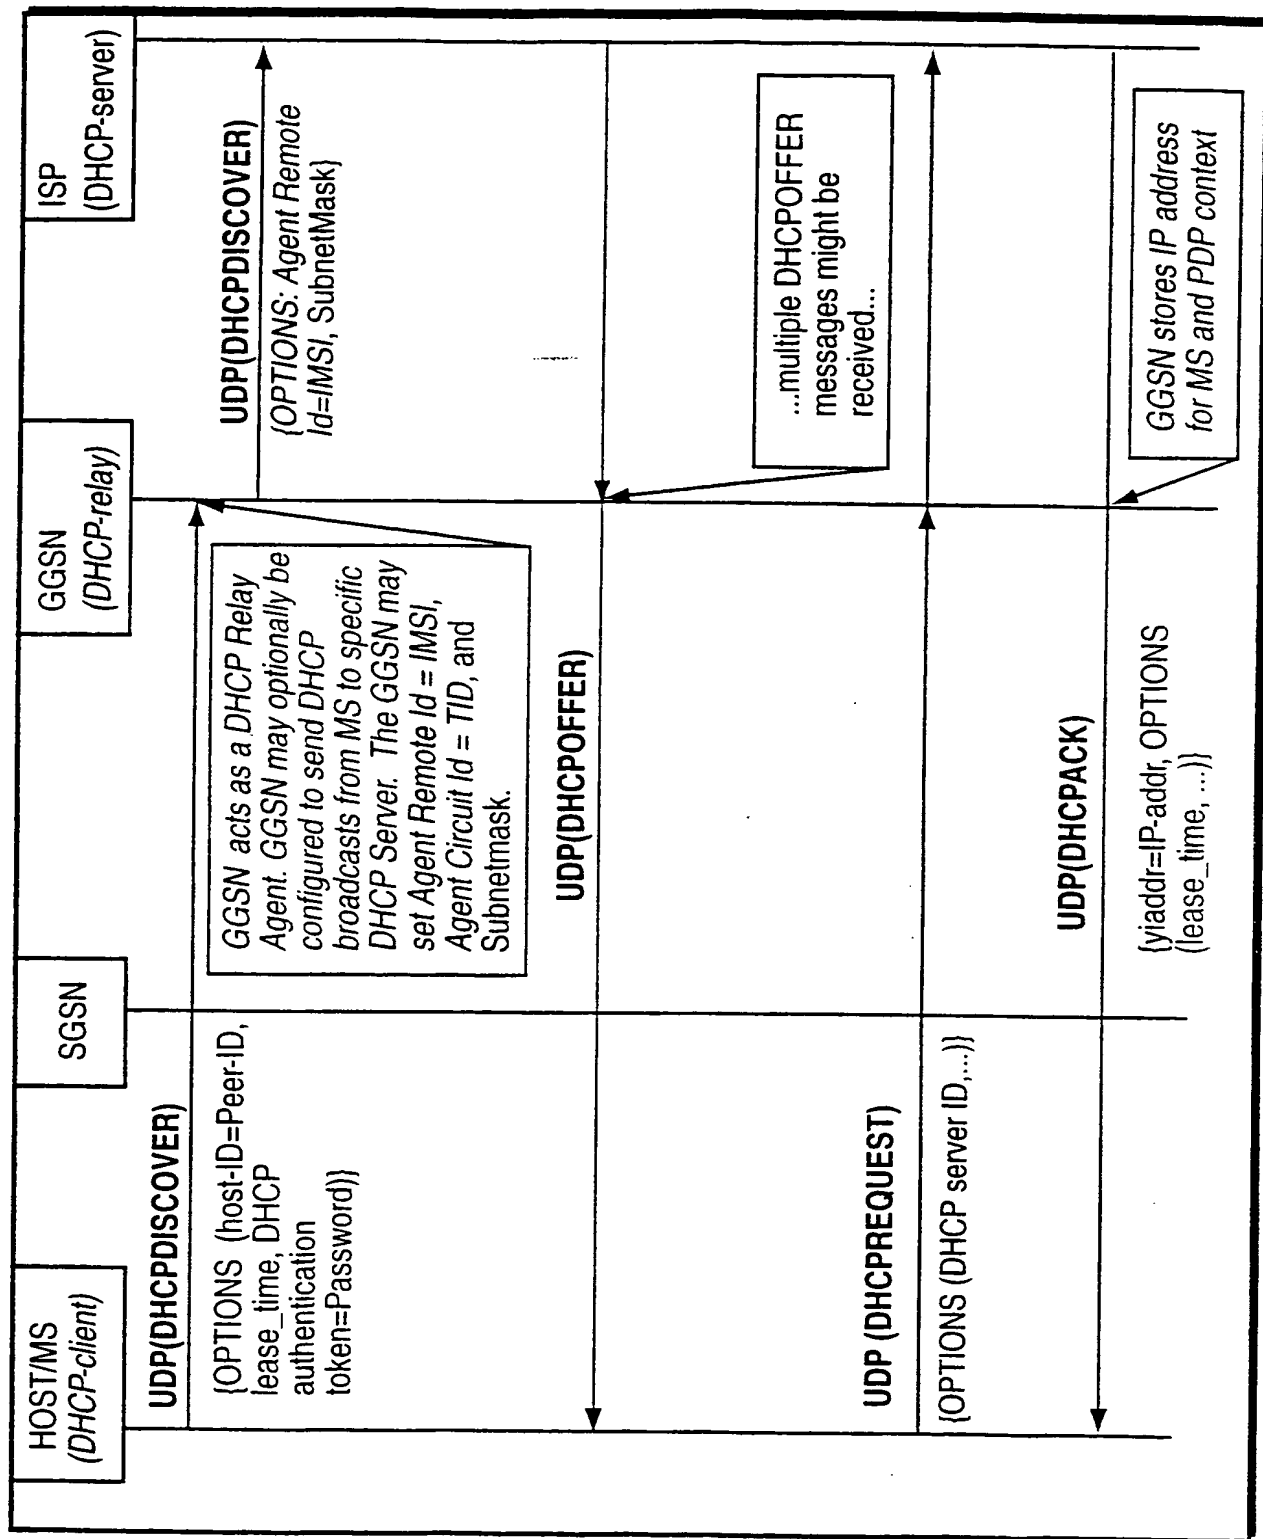 HOST/MS
(DHCP-client)
SGSN
GGSN
(DHCP-relay)
ISP
(DHCP-server)
UDP(DHCPDISCOVER)
{OPTIONS (host-ID=Peer-ID,
lease_time, DHCP
authentication
token=Password)}
GGSN acts as a DHCP Relay
Agent. GGSN may optionally be
configured to send DHCP
broadcasts from MS to specific
DHCP Server. The GGSN may
set Agent Remote Id = IMSI,
Agent Circuit Id = TID, and
Subnetmask.
UDP(DHCPDISCOVER)
{OPTIONS: Agent Remote
Id=IMSI, SubnetMask}
UDP(DHCPOFFER)
...multiple DHCPOFFER
messages might be
received...
UDP (DHCPREQUEST)
{OPTIONS (DHCP server ID,...)}
UDP(DHCPACK)
{yiaddr=IP-addr, OPTIONS
(lease_time, ...)}
GGSN stores IP address
for MS and PDP context